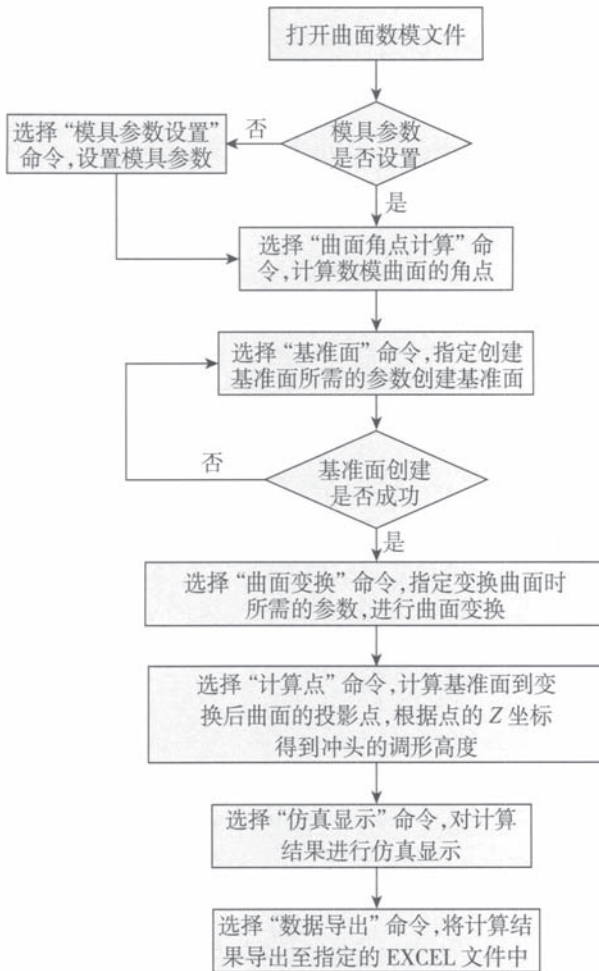 打开曲面数模文件
模具参数
是否设置
否
选择“模具参数设置”
命令,设置模具参数
是
选择“曲面角点计算”命
令,计算数模曲面的角点
选择“基准面”命令,指定创建
基准面所需的参数创建基准面
否
基准面创建
是否成功
是
选择“曲面变换”命令,指定变换曲面时
所需的参数,进行曲面变换
选择“计算点”命令,计算基准面到变
换后曲面的投影点,根据点的 Z 坐标
得到冲头的调形高度
选择“仿真显示”命令,对计算
结果进行仿真显示
选择“数据导出”命令,将计算结
果导出至指定的 EXCEL 文件中